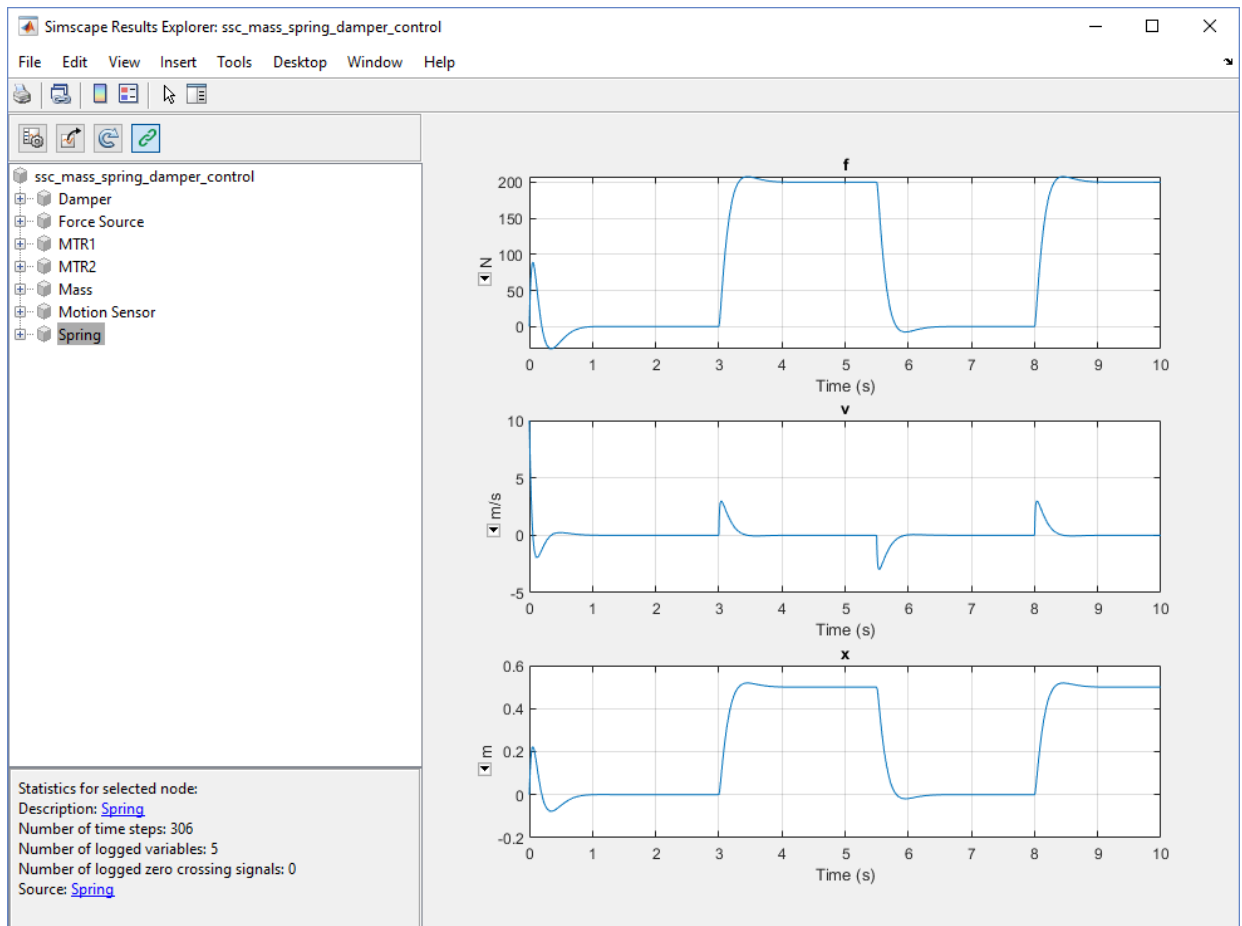 Simscape Results Explorer: ssc_mass_spring_damper_control
File Edit View Insert Tools Desktop Window Help
ssc_mass_spring_damper_control
Damper
Force Source
MTR1
MTR2
Mass
Motion Sensor
Spring
Statistics for selected node:
Description: Spring
Number of time steps: 306
Number of logged variables: 5
Number of logged zero crossing signals: 0
Source: Spring
f
200
150
100
50
0
N
0 1 2 3 4 5 6 7 8 9 10
Time (s)
v
10
5
0
-5
m/s
0 1 2 3 4 5 6 7 8 9 10
Time (s)
x
0.6
0.4
0.2
0
-0.2
m
0 1 2 3 4 5 6 7 8 9 10
Time (s)